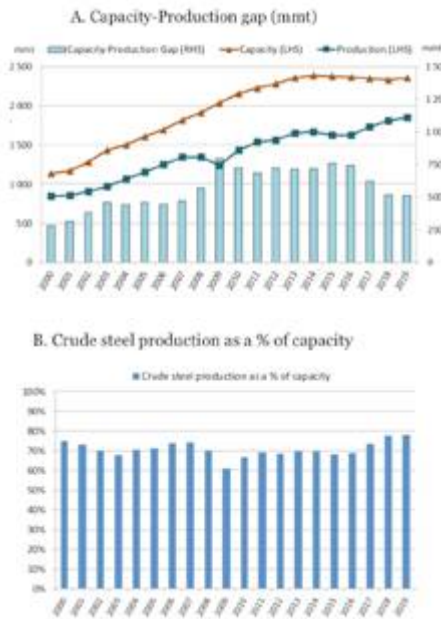 A. Capacity-Production gap (mmt)
mmt
Capacity-Production Gap (RHS)
Capacity (LHS)
Production (LHS)
mmt
2 500
2 000
1 500
1 000
500
0
1 500
1 250
1 000
750
500
250
0
2000 2001 2002 2003 2004 2005 2006 2007 2008 2009 2010 2011 2012 2013 2014 2015 2016 2017 2018 2019
B. Crude steel production as a % of capacity
Crude steel production as a % of capacity
100%
90%
80%
70%
60%
50%
40%
30%
20%
10%
0%
2000 2001 2002 2003 2004 2005 2006 2007 2008 2009 2010 2011 2012 2013 2014 2015 2016 2017 2018 2019